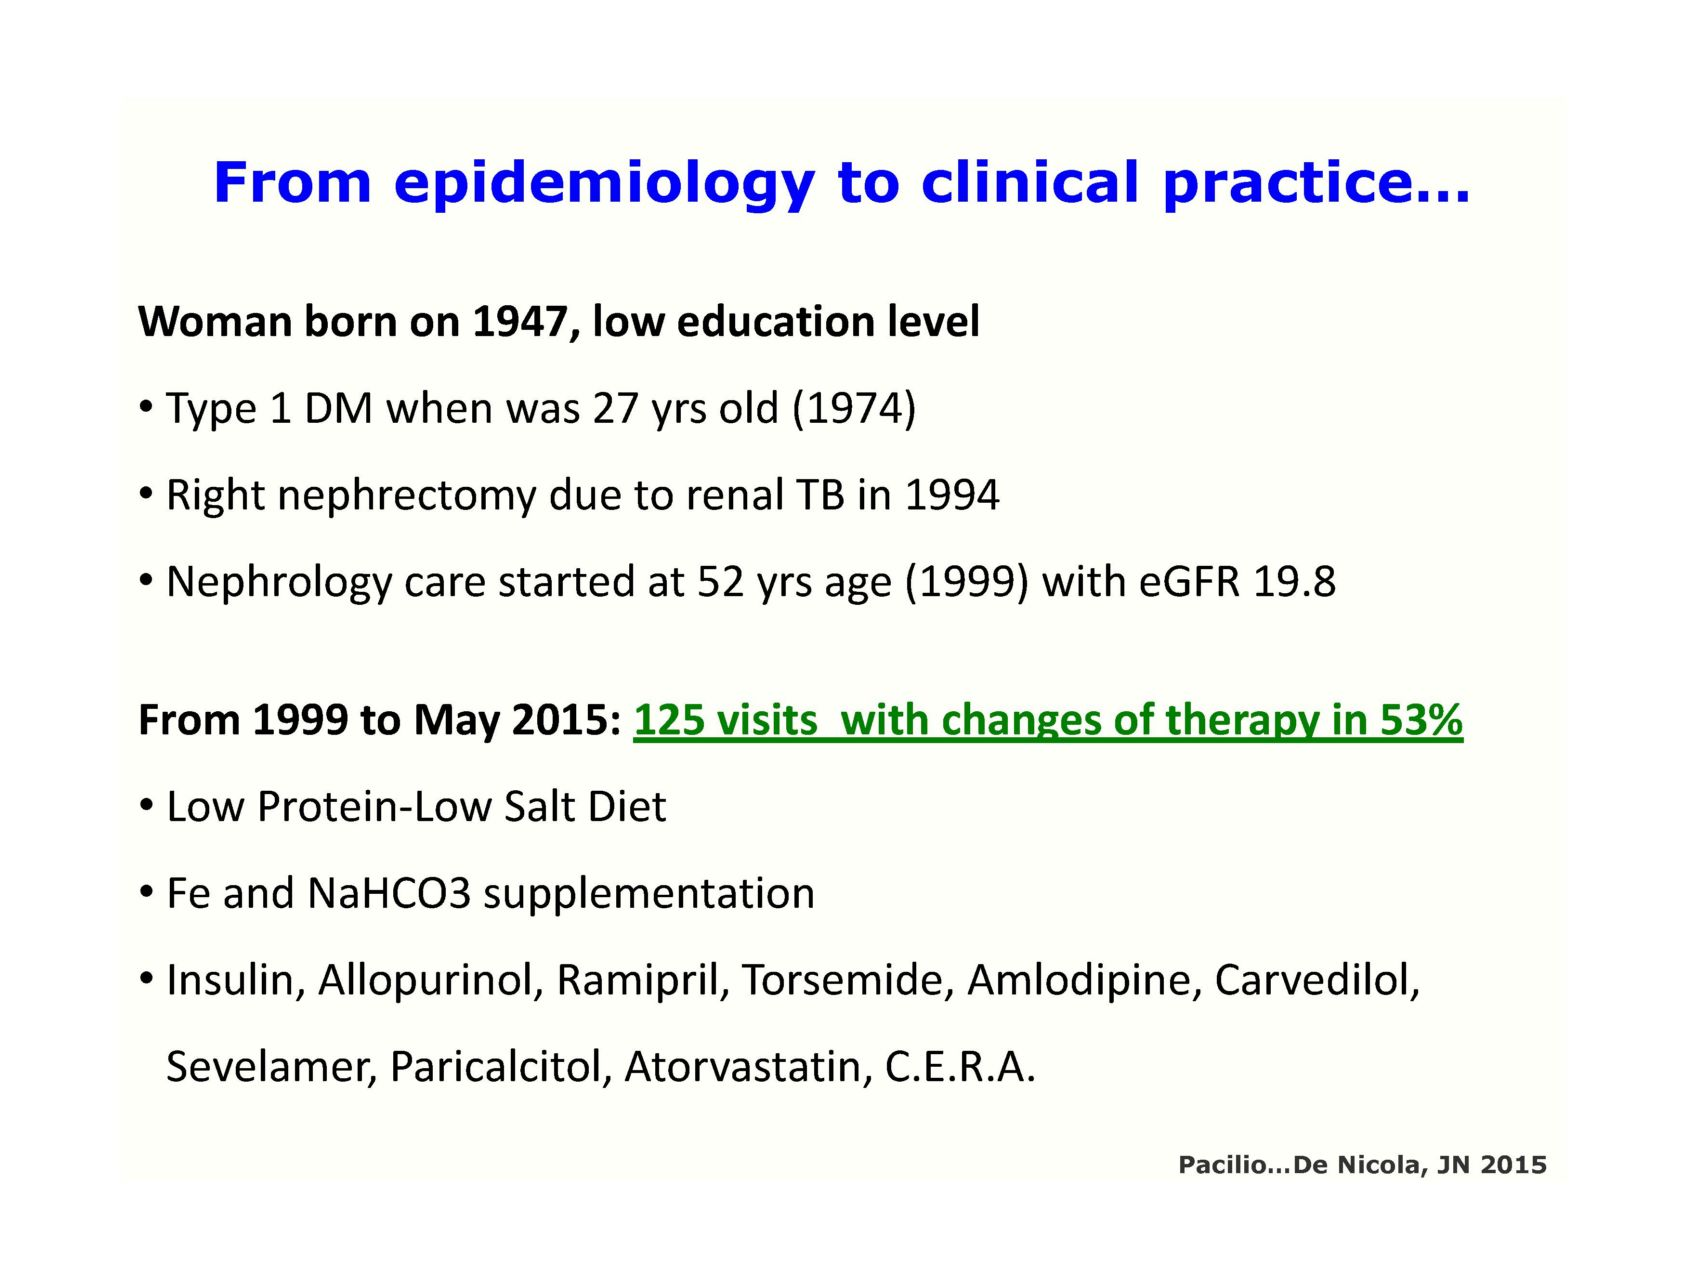 From epidemiology to clinical practice…
Woman born on 1947, low education level
• Type 1 DM when was 27 yrs old (1974)
• Right nephrectomy due to renal TB in 1994
• Nephrology care started at 52 yrs age (1999) with eGFR 19.8
From 1999 to May 2015: 125 visits  with changes of therapy in 53%
• Low Protein-Low Salt Diet
• Fe and NaHCO3 supplementation
• Insulin, Allopurinol, Ramipril, Torsemide, Amlodipine, Carvedilol,
Sevelamer, Paricalcitol, Atorvastatin, C.E.R.A.
Pacilio…De Nicola, JN 2015